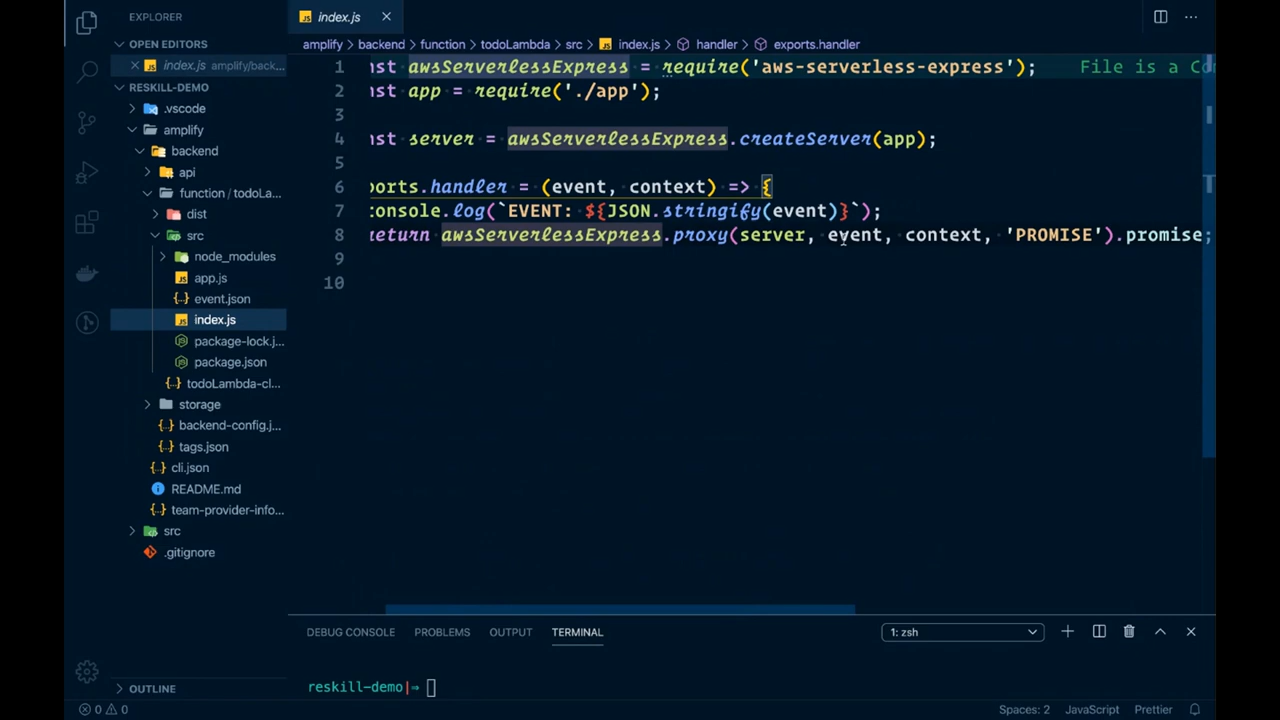 EXPLORER
OPEN EDITORS
index.js amplify/back...
RESKILL-DEMO
.vscode
amplify
backend
api
function / todoLa...
dist
src
node_modules
app.js
event.json
index.js
package-lock.j...
package.json
todoLambda-cl...
storage
backend-config.j...
tags.json
cli.json
README.md
team-provider-info...
src
.gitignore
OUTLINE
index.js
amplify › backend › function › todoLambda › src › index.js › handler › exports.handler
1 nst awsServerlessExpress = require('aws-serverless-express'); File is a Co
2 nst app = require('./app');
3
4 nst server = awsServerlessExpress.createServer(app);
5
6 ports.handler = (event, context) => {
7 console.log(`EVENT: ${JSON.stringify(event)}`);
8 return awsServerlessExpress.proxy(server, event, context, 'PROMISE').promise;
9
10
DEBUG CONSOLE PROBLEMS OUTPUT TERMINAL 1: zsh
reskill-demo|⇒
0 0 Spaces: 2 JavaScript Prettier